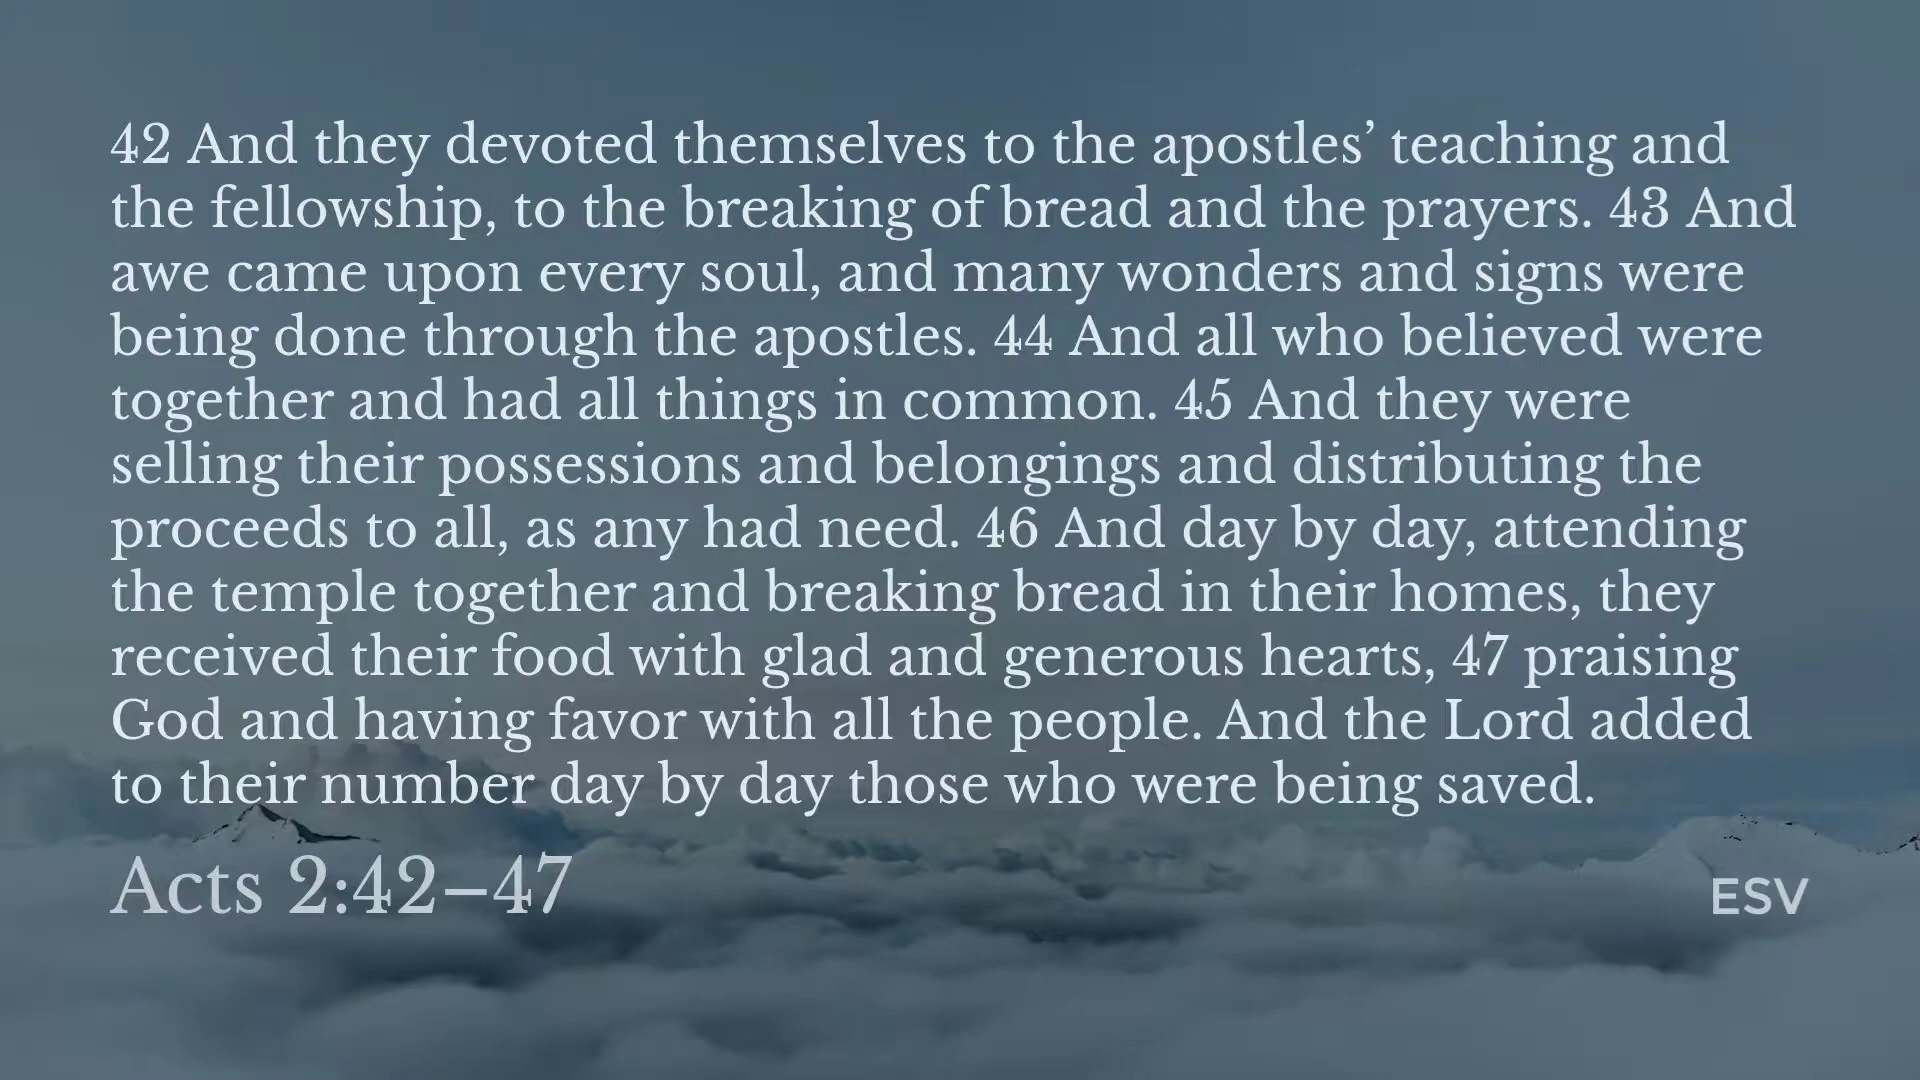 42 And they devoted themselves to the apostles’ teaching and
the fellowship, to the breaking of bread and the prayers. 43 And
awe came upon every soul, and many wonders and signs were
being done through the apostles. 44 And all who believed were
together and had all things in common. 45 And they were
selling their possessions and belongings and distributing the
proceeds to all, as any had need. 46 And day by day, attending
the temple together and breaking bread in their homes, they
received their food with glad and generous hearts, 47 praising
God and having favor with all the people. And the Lord added
to their number day by day those who were being saved.
Acts 2:42–47
ESV